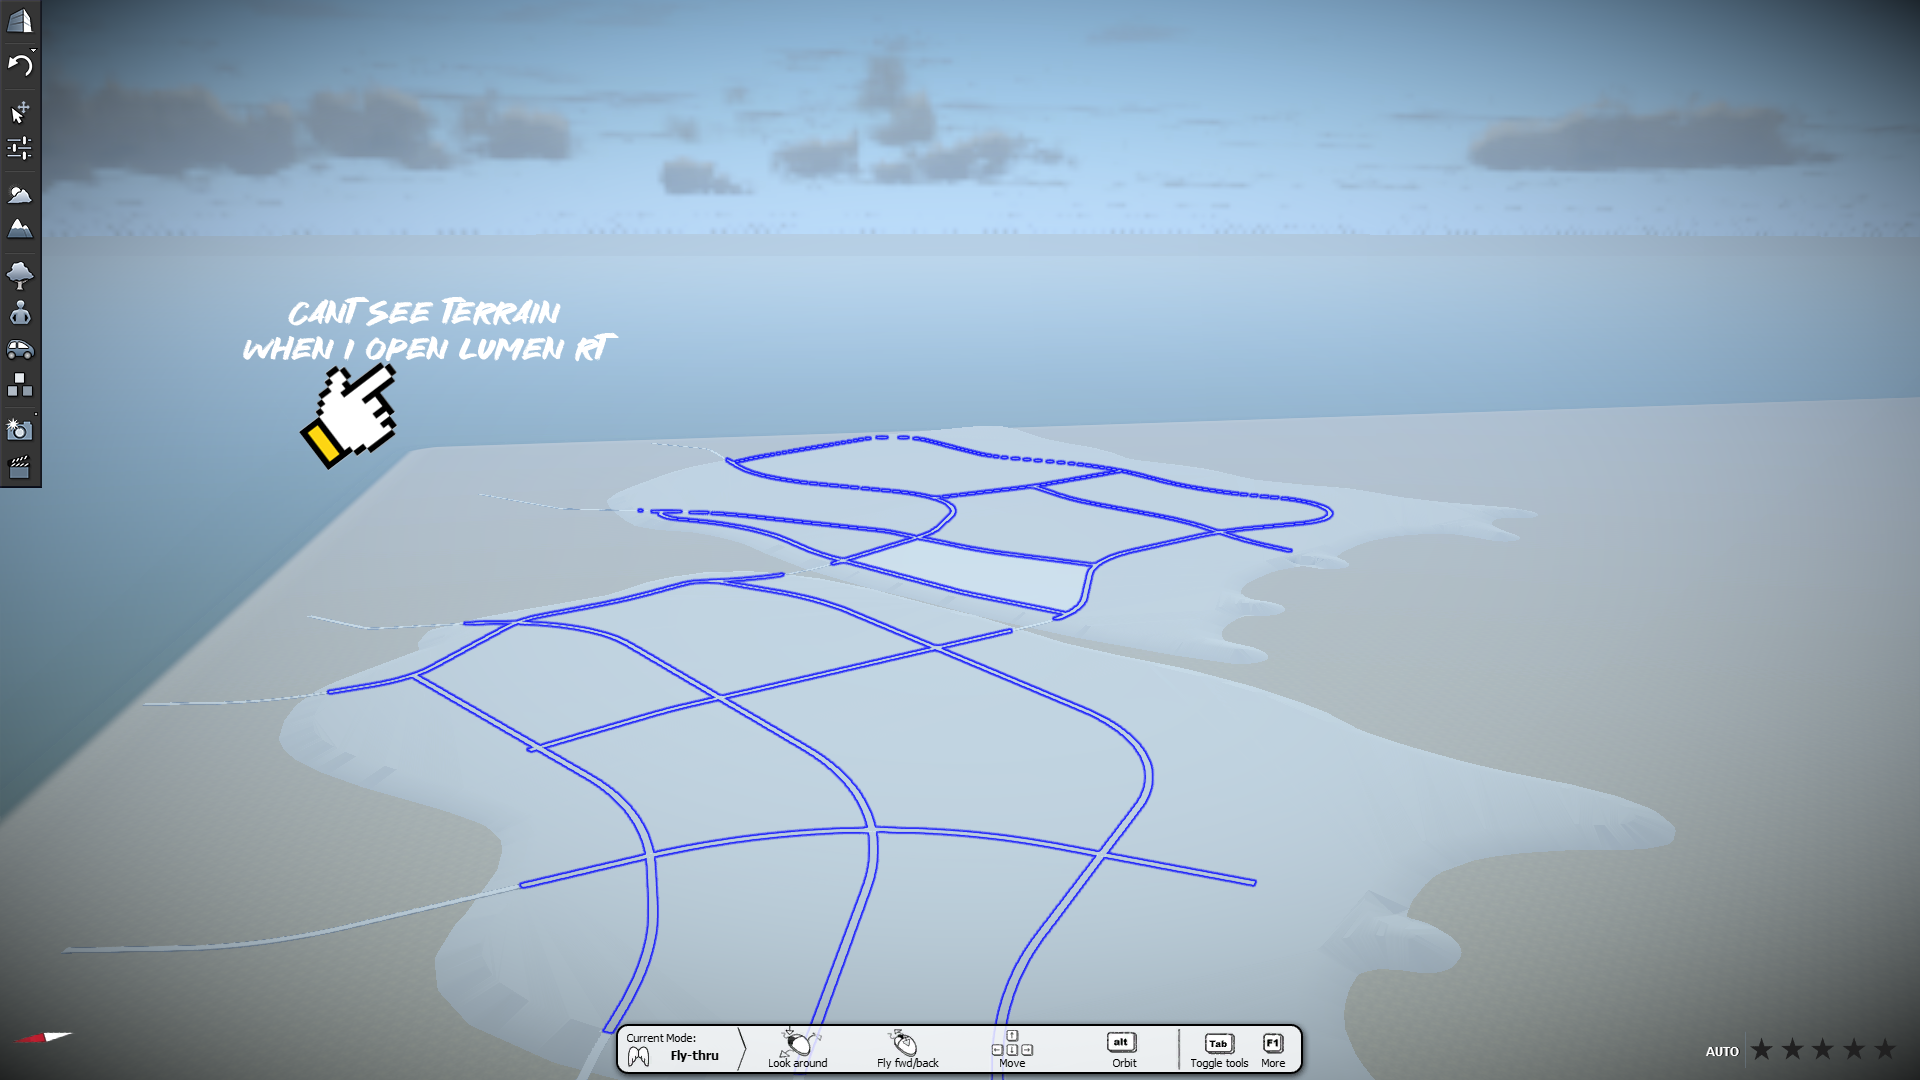 CANT SEE TERRAIN
WHEN I OPEN LUMEN RT
Current Mode:
Fly-thru
Look around
Fly fwd/back
Move
alt
Orbit
Tab
Toggle tools
F1
More
AUTO